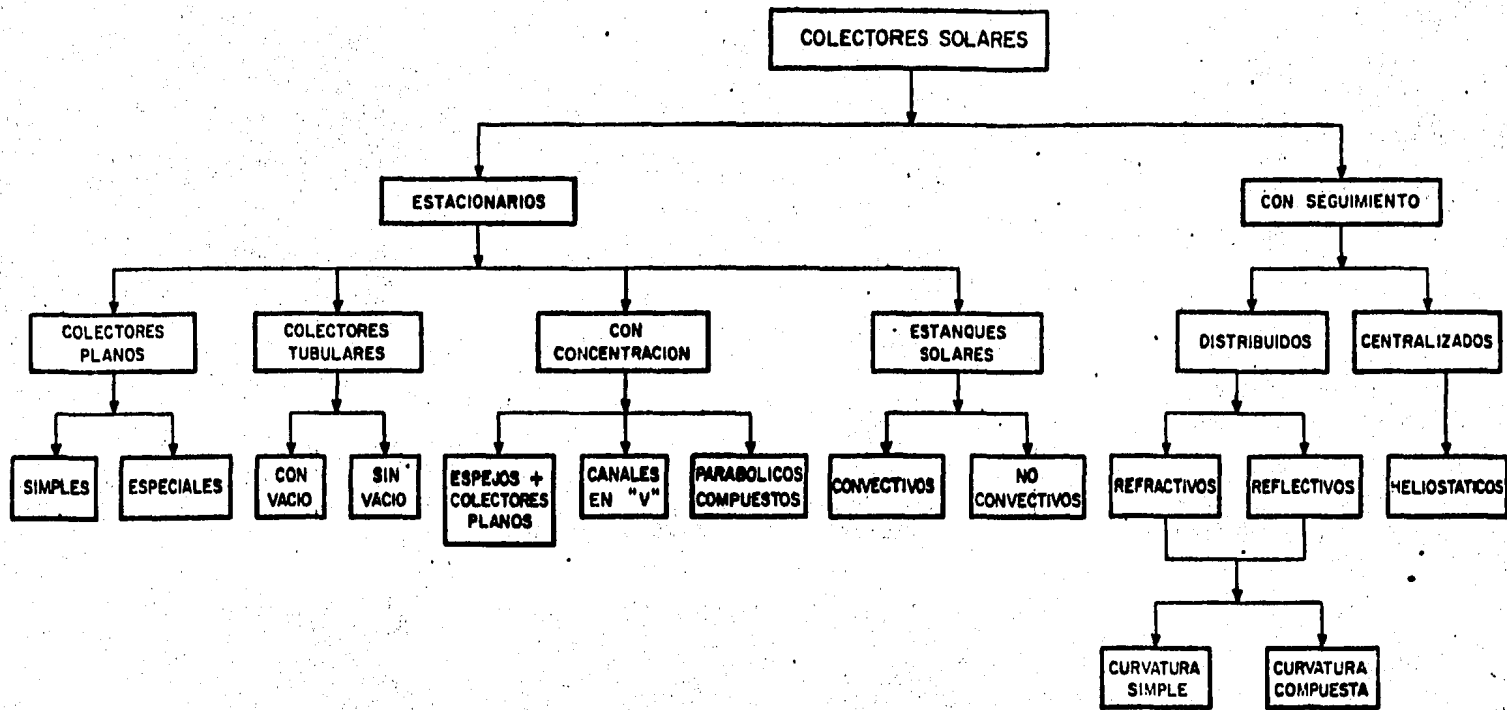 COLECTORES SOLARES
ESTACIONARIOS
CON SEGUIMIENTO
COLECTORES
PLANOS
COLECTORES
TUBULARES
CON
CONCENTRACION
ESTANQUES
SOLARES
DISTRIBUIDOS
CENTRALIZADOS
SIMPLES
ESPECIALES
CON
VACIO
SIN
VACIO
ESPEJOS +
COLECTORES
PLANOS
CANALES
EN "V"
PARABOLICOS
COMPUESTOS
CONVECTIVOS
NO
CONVECTIVOS
REFRACTIVOS
REFLECTIVOS
HELIOSTATICOS
CURVATURA
SIMPLE
CURVATURA
COMPUESTA